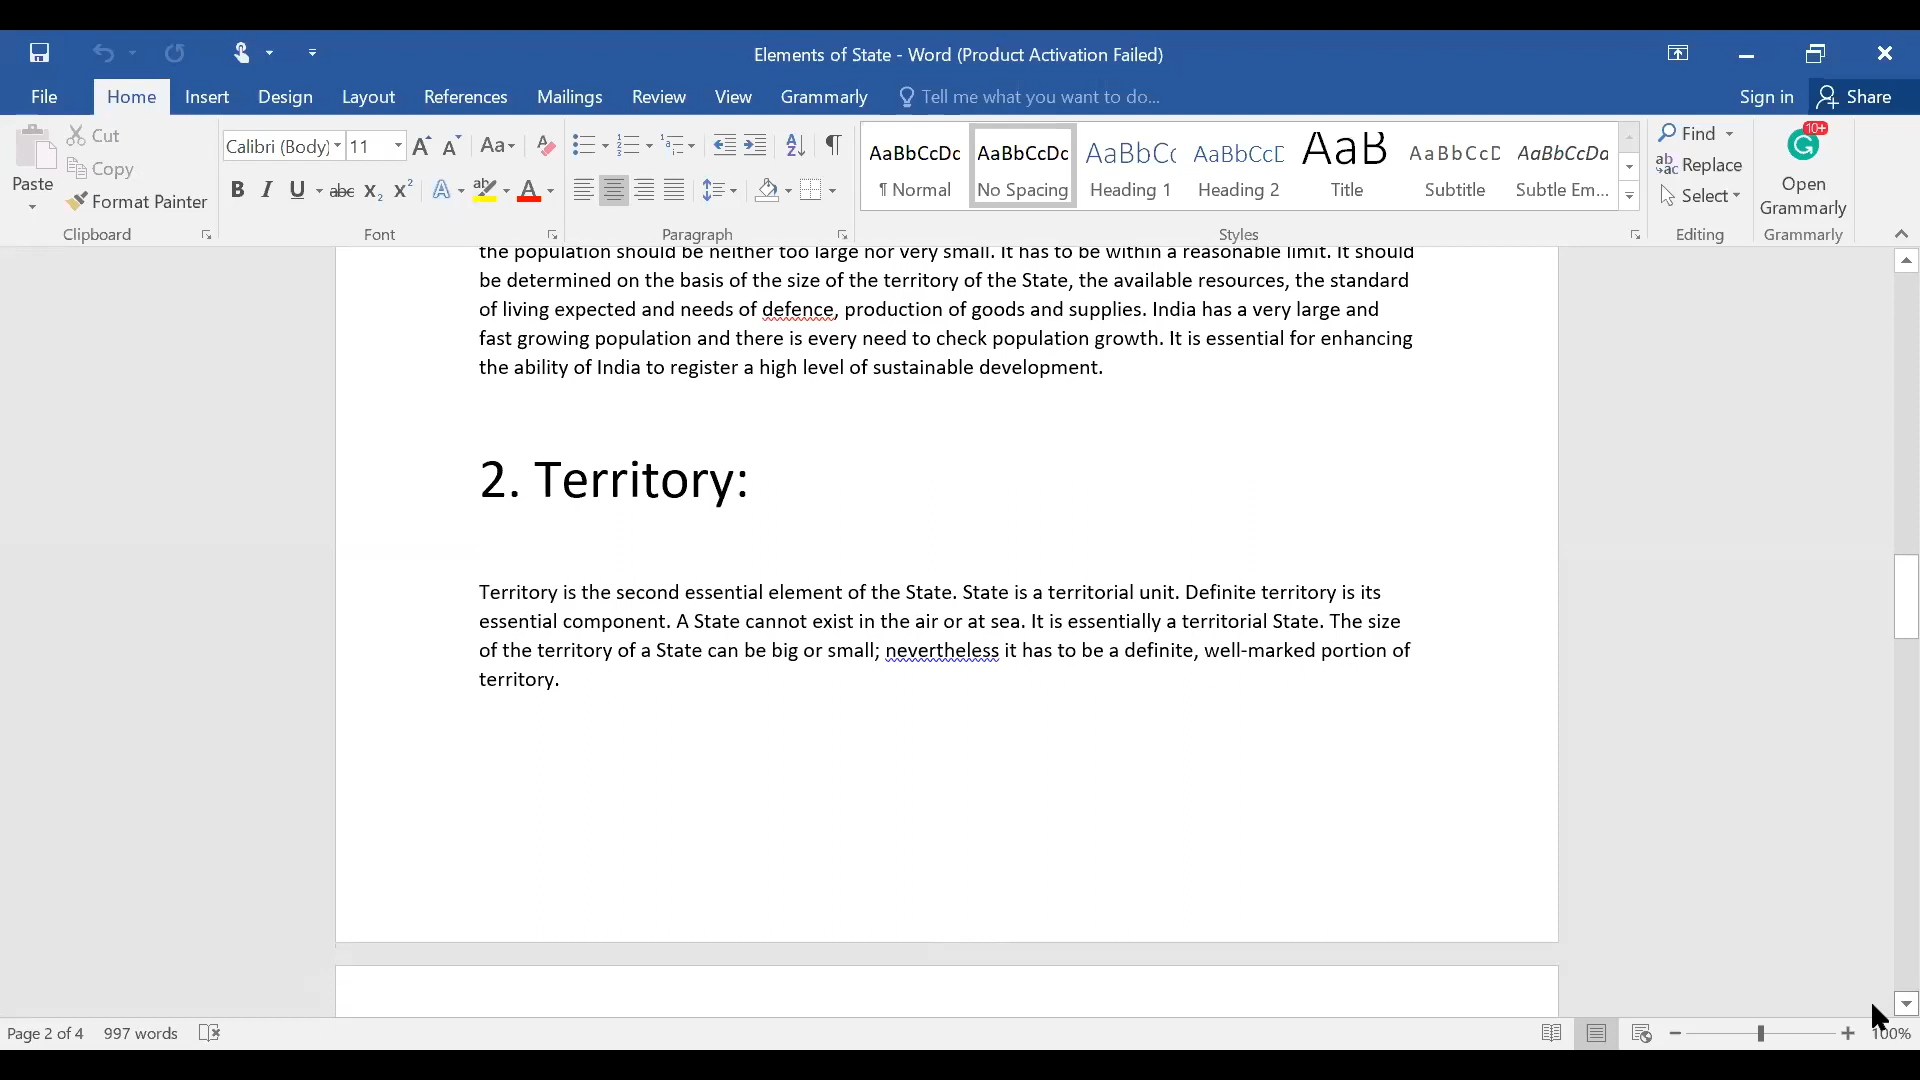 Elements of State - Word (Product Activation Failed)
File Home Insert Design Layout References Mailings Review View Grammarly Tell me what you want to do... Sign in Share
Paste Cut
Copy
Format Painter
Clipboard
Calibri (Body) 11 Aa
B I U abc X₂ X² A ab A
Font
Paragraph
AaBbCcDc AaBbCcDc AaBbCc AaBbCcD AaB AaBbCcD AaBbCcDa
¶ Normal No Spacing Heading 1 Heading 2 Title Subtitle Subtle Em...
Styles
Find
Replace
Select
Editing
10+
Open
Grammarly
Grammarly
the population should be neither too large nor very small. It has to be within a reasonable limit. It should
be determined on the basis of the size of the territory of the State, the available resources, the standard
of living expected and needs of defence, production of goods and supplies. India has a very large and
fast growing population and there is every need to check population growth. It is essential for enhancing
the ability of India to register a high level of sustainable development.
2. Territory:
Territory is the second essential element of the State. State is a territorial unit. Definite territory is its
essential component. A State cannot exist in the air or at sea. It is essentially a territorial State. The size
of the territory of a State can be big or small; nevertheless it has to be a definite, well-marked portion of
territory.
Page 2 of 4 997 words 100%